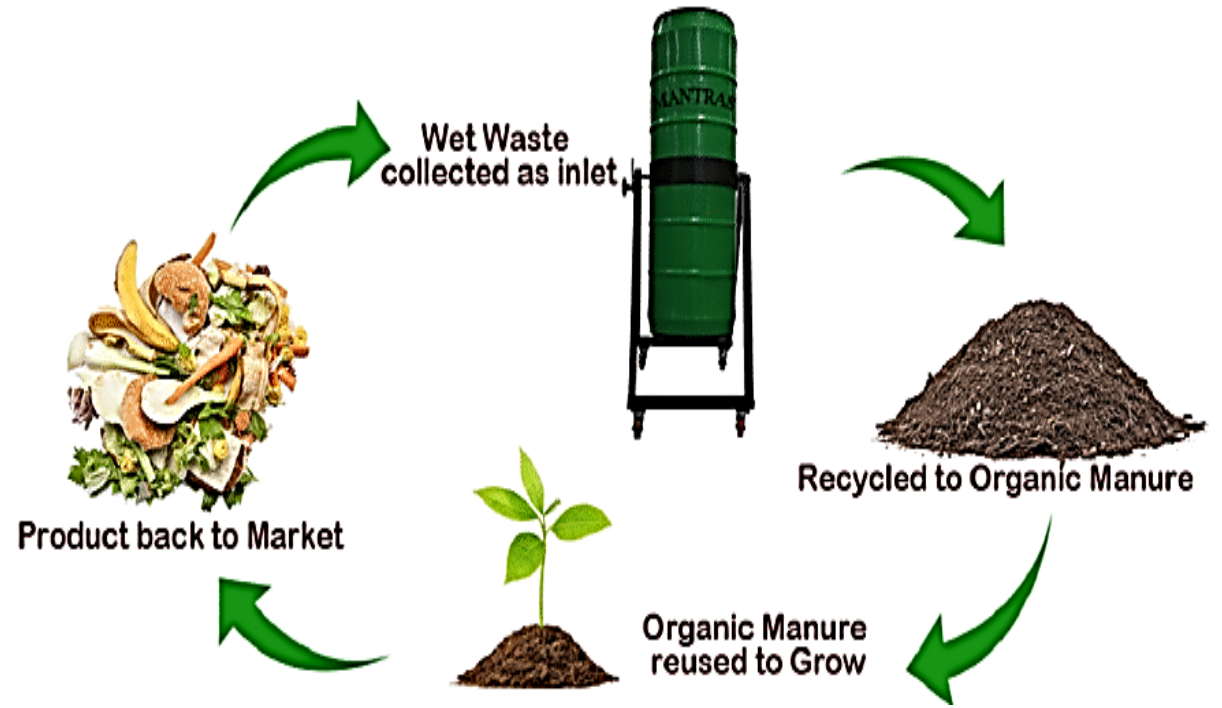 Wet Waste
collected as inlet
MANTRAS
Recycled to Organic Manure
Organic Manure
reused to Grow
Product back to Market